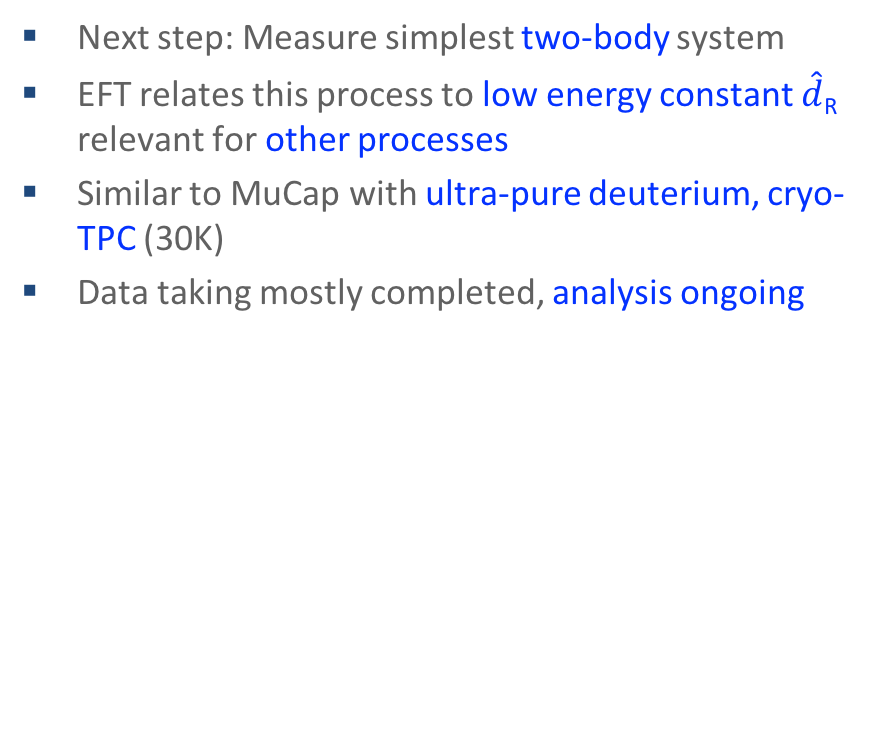 ▪ Next step: Measure simplest two-body system
▪ EFT relates this process to low energy constant d̂R
relevant for other processes
▪ Similar to MuCap with ultra-pure deuterium, cryo-
TPC (30K)
▪ Data taking mostly completed, analysis ongoing